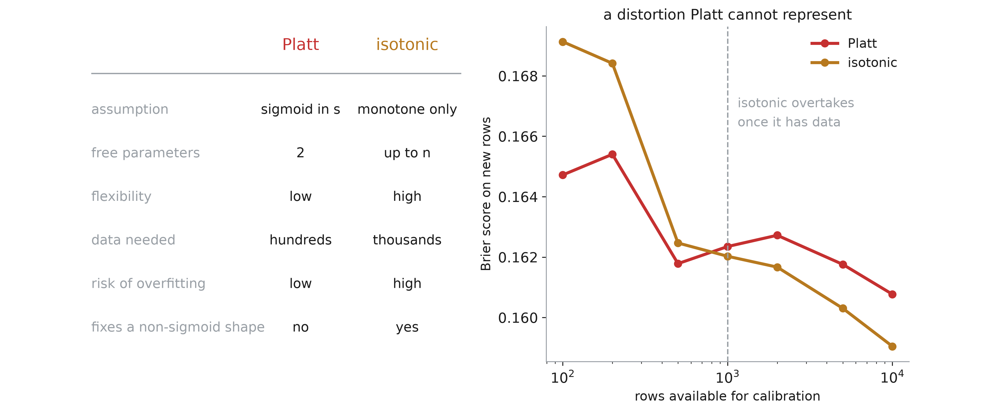 Platt isotonic
assumption sigmoid in s monotone only
free parameters 2 up to n
flexibility low high
data needed hundreds thousands
risk of overfitting low high
fixes a non-sigmoid shape no yes
a distortion Platt cannot represent
Platt
isotonic
isotonic overtakes
once it has data
Brier score on new rows
0.168
0.166
0.164
0.162
0.160
10² 10³ 10⁴
rows available for calibration